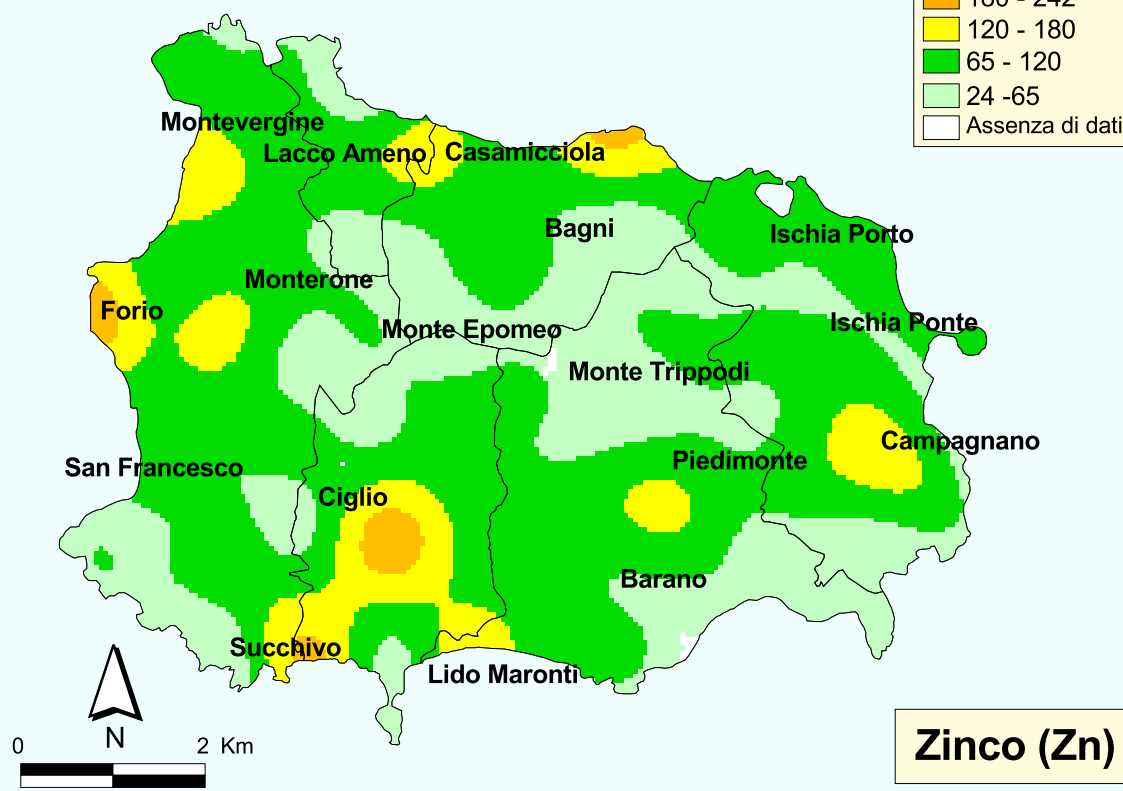 180 - 242
120 - 180
65 - 120
24 -65
Assenza di dati
Montevergine
Lacco Ameno
Casamicciola
Bagni
Ischia Porto
Monterone
Forio
Monte Epomeo
Ischia Ponte
Monte Trippodi
Campagnano
San Francesco
Piedimonte
Ciglio
Barano
Succhivo
Lido Maronti
N
0 2 Km
Zinco (Zn)